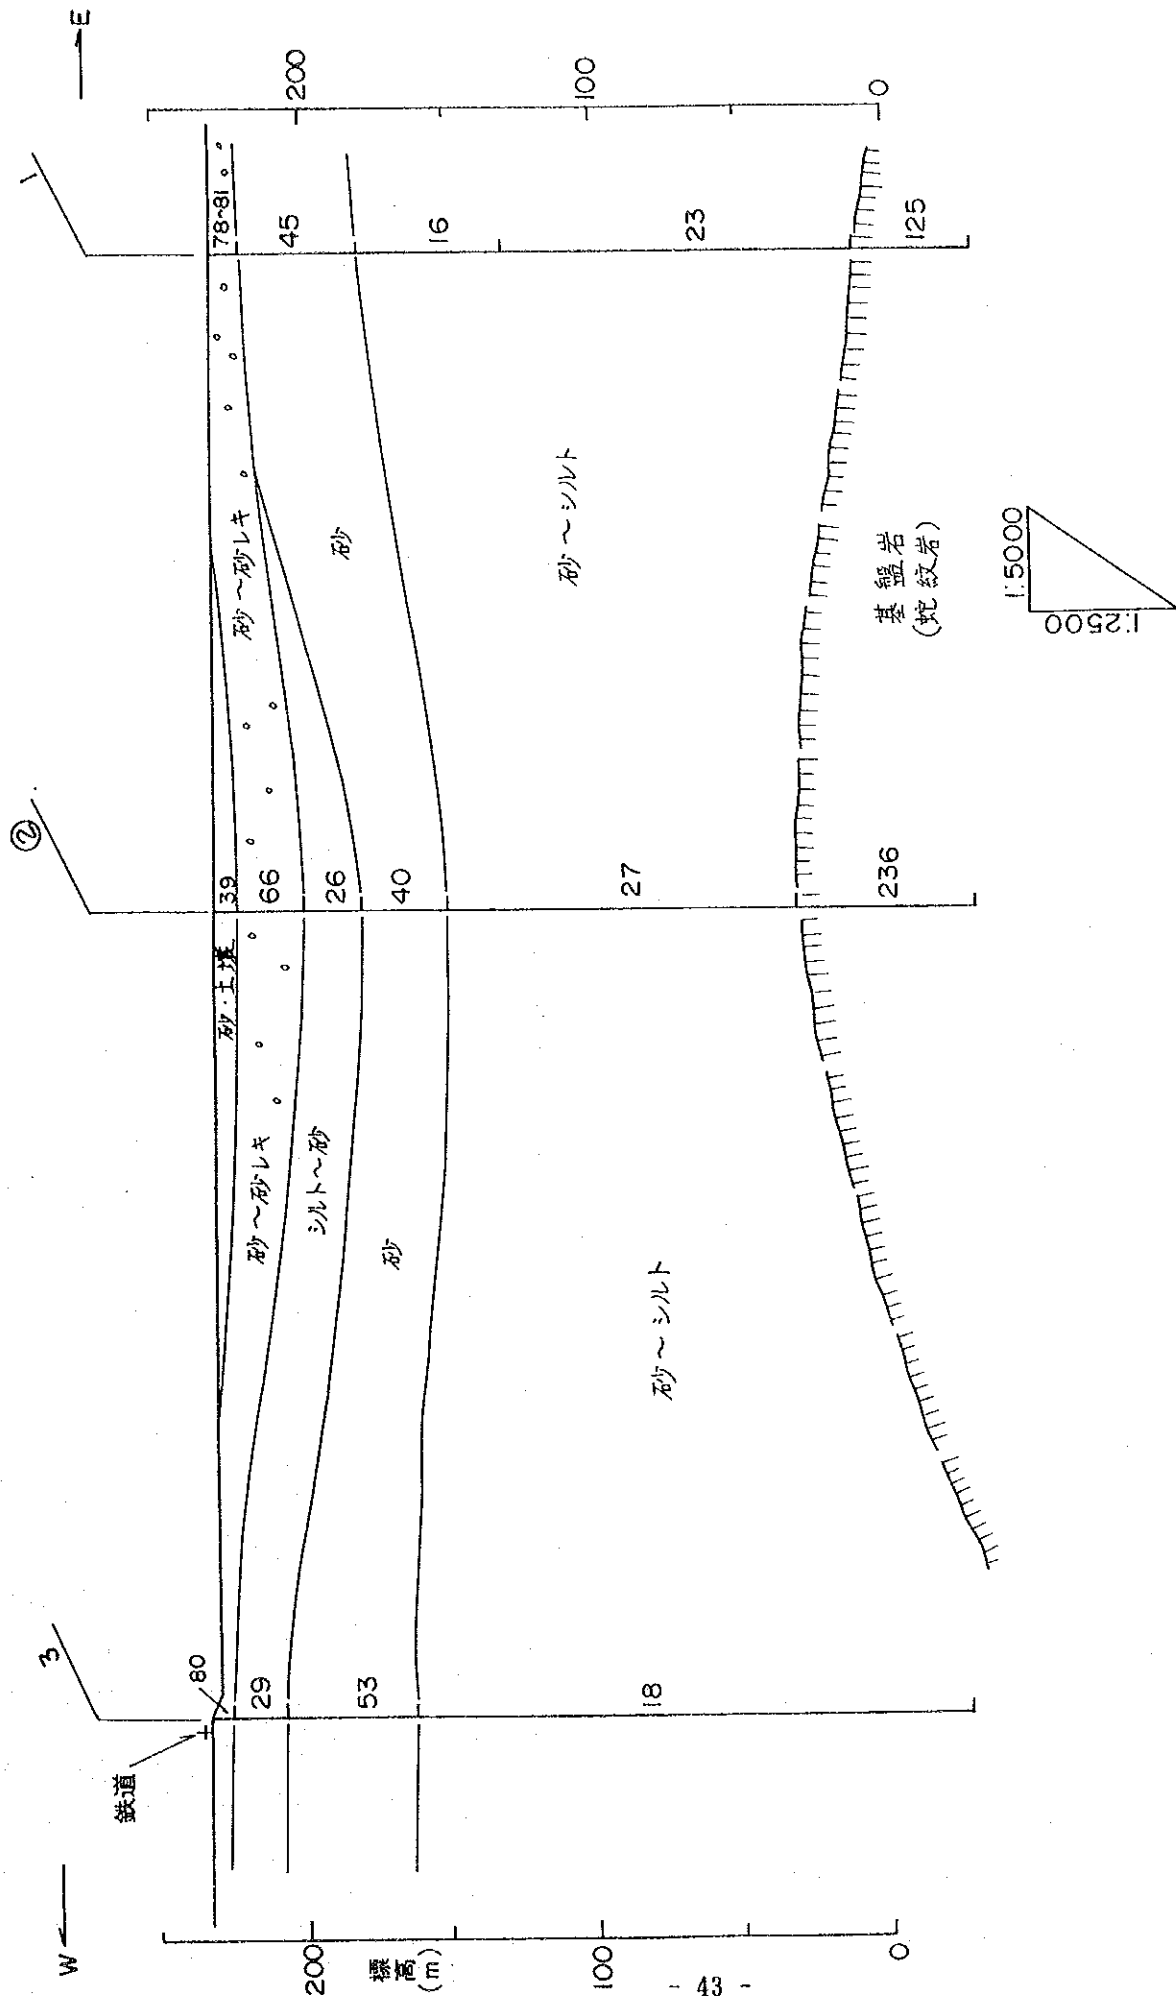 W
E
3
②
1
鉄道
80
29
53
18
39
66
26
40
27
236
78~81
45
16
23
125
砂・土壌
砂～砂レキ
砂～砂レキ
シルト～砂
砂
砂
砂～シルト
砂～シルト
基盤岩
(蛇紋岩)
200
標高
(m)
100
0
200
100
0
1:5000
1:2500
- 43 -